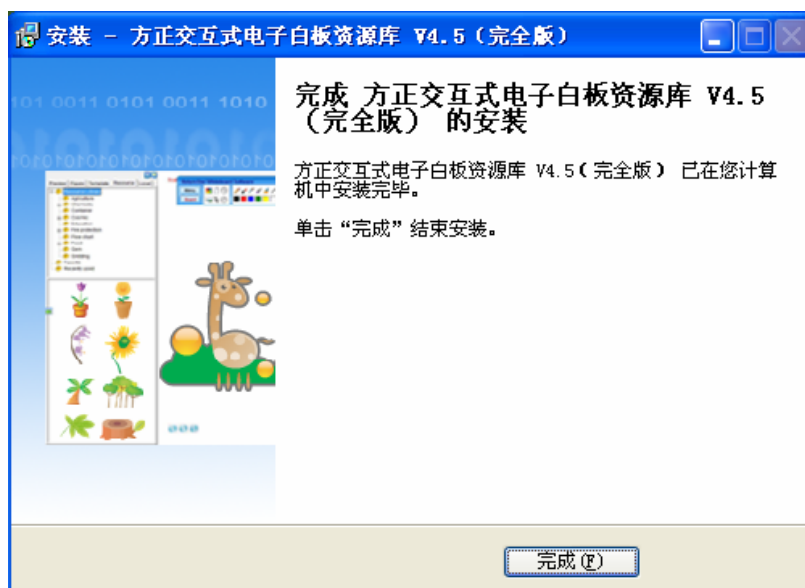 安装 - 方正交互式电子白板资源库 V4.5（完全版）
101 0011 0101 0011 1010
完成 方正交互式电子白板资源库 V4.5
（完全版） 的安装
方正交互式电子白板资源库 V4.5（完全版） 已在您计算
机中安装完毕。
单击“完成”结束安装。
完成(F)